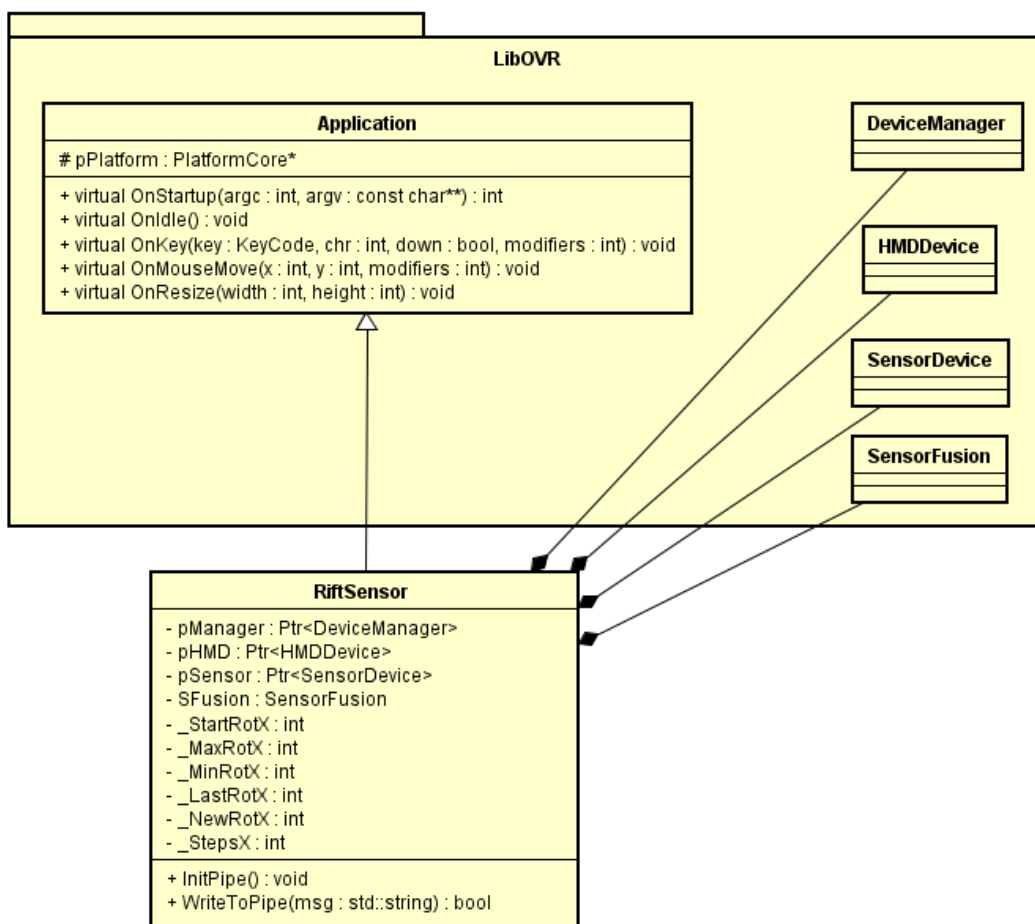 LibOVR
Application
# pPlatform : PlatformCore*
+ virtual OnStartup(argc : int, argv : const char**) : int
+ virtual OnIdle() : void
+ virtual OnKey(key : KeyCode, chr : int, down : bool, modifiers : int) : void
+ virtual OnMouseMove(x : int, y : int, modifiers : int) : void
+ virtual OnResize(width : int, height : int) : void
DeviceManager
HMDDevice
SensorDevice
SensorFusion
RiftSensor
- pManager : Ptr<DeviceManager>
- pHMD : Ptr<HMDDevice>
- pSensor : Ptr<SensorDevice>
- SFusion : SensorFusion
- _StartRotX : int
- _MaxRotX : int
- _MinRotX : int
- _LastRotX : int
- _NewRotX : int
- _StepsX : int
+ InitPipe() : void
+ WriteToPipe(msg : std::string) : bool